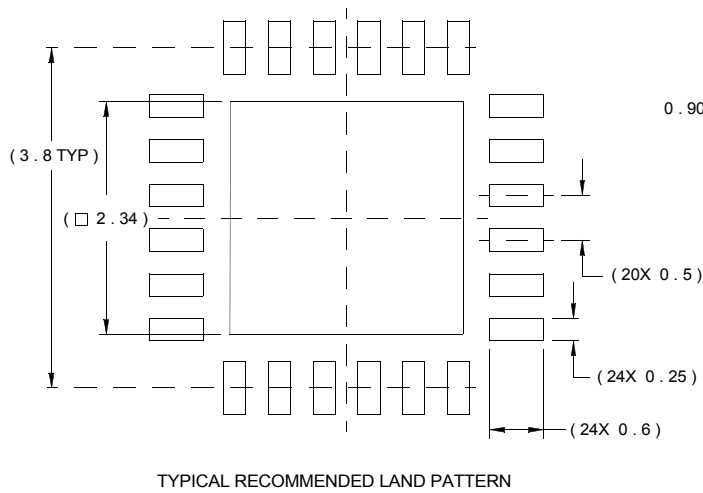 0.90
( 3 . 8 TYP )
( □ 2 . 34 )
( 20X 0 . 5 )
( 24X 0 . 25 )
( 24X 0 . 6 )
TYPICAL RECOMMENDED LAND PATTERN